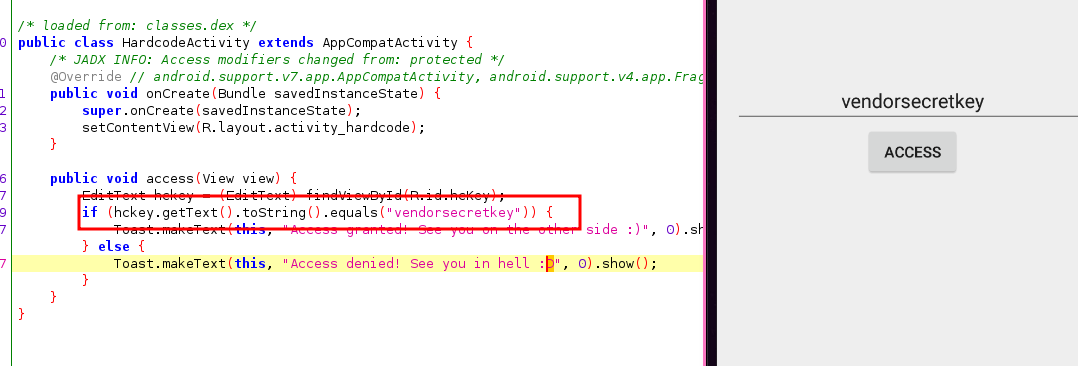 /* loaded from: classes.dex */
0 public class HardcodeActivity extends AppCompatActivity {
/* JADX INFO: Access modifiers changed from: protected */
@Override // android.support.v7.app.AppCompatActivity, android.support.v4.app.Frag
1 public void onCreate(Bundle savedInstanceState) {
2 super.onCreate(savedInstanceState);
3 setContentView(R.layout.activity_hardcode);
}
6 public void access(View view) {
7 EditText hckey = (EditText) findViewById(R.id.hcKey);
9 if (hckey.getText().toString().equals("vendorsecretkey")) {
7 Toast.makeText(this, "Access granted! See you on the other side :)", 0).sh
} else {
7 Toast.makeText(this, "Access denied! See you in hell :D", 0).show();
}
}
}
vendorsecretkey
ACCESS